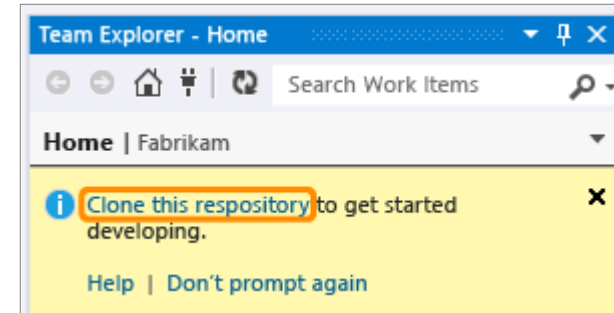 Team Explorer - Home
Search Work Items
Home | Fabrikam
Clone this respository to get started
developing.
Help | Don't prompt again